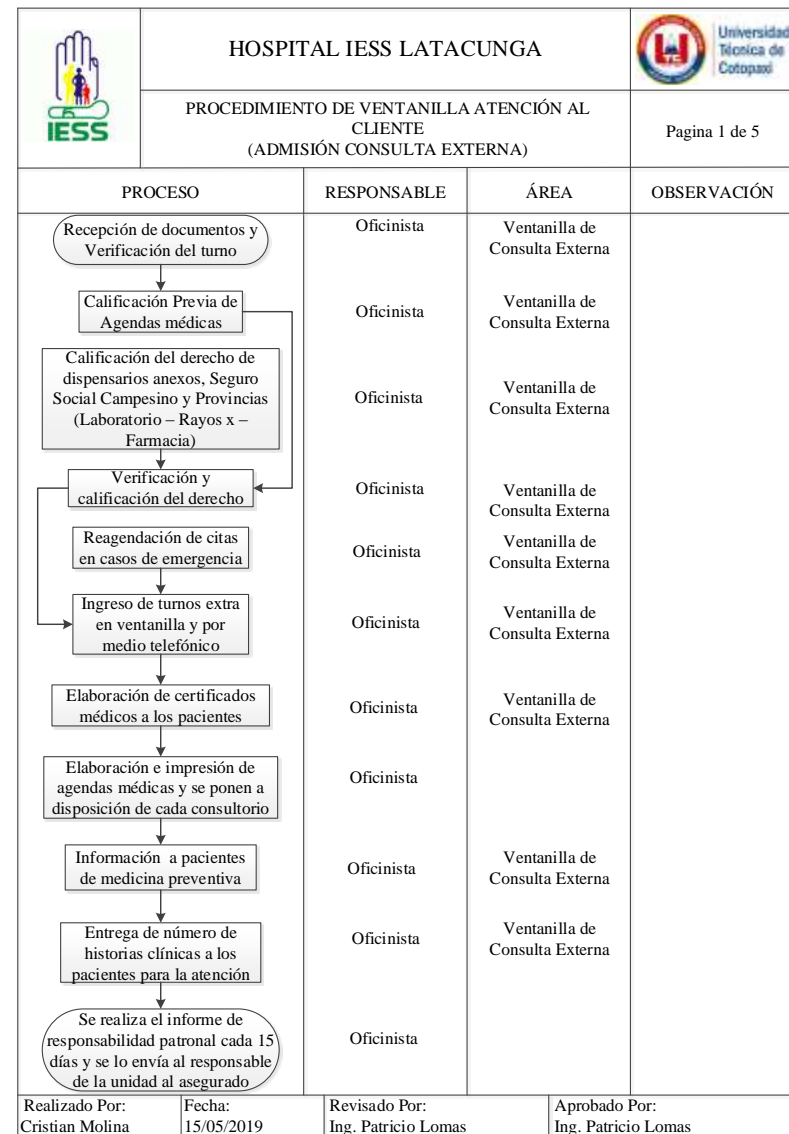 IESS
HOSPITAL IESS LATACUNGA
Universidad
Técnica de
Cotopaxi
PROCEDIMIENTO DE VENTANILLA ATENCIÓN AL
CLIENTE
(ADMISIÓN CONSULTA EXTERNA)
Pagina 1 de 5
PROCESO
RESPONSABLE
ÁREA
OBSERVACIÓN
Recepción de documentos y
Verificación del turno
Oficinista
Ventanilla de
Consulta Externa
Calificación Previa de
Agendas médicas
Oficinista
Ventanilla de
Consulta Externa
Calificación del derecho de
dispensarios anexos, Seguro
Social Campesino y Provincias
(Laboratorio – Rayos x –
Farmacia)
Oficinista
Ventanilla de
Consulta Externa
Verificación y
calificación del derecho
Oficinista
Ventanilla de
Consulta Externa
Reagendación de citas
en casos de emergencia
Oficinista
Ventanilla de
Consulta Externa
Ingreso de turnos extra
en ventanilla y por
medio telefónico
Oficinista
Ventanilla de
Consulta Externa
Elaboración de certificados
médicos a los pacientes
Oficinista
Ventanilla de
Consulta Externa
Elaboración e impresión de
agendas médicas y se ponen a
disposición de cada consultorio
Oficinista
Información a pacientes
de medicina preventiva
Oficinista
Ventanilla de
Consulta Externa
Entrega de número de
historias clínicas a los
pacientes para la atención
Oficinista
Ventanilla de
Consulta Externa
Se realiza el informe de
responsabilidad patronal cada 15
días y se lo envía al responsable
de la unidad al asegurado
Oficinista
Realizado Por:
Cristian Molina
Fecha:
15/05/2019
Revisado Por:
Ing. Patricio Lomas
Aprobado Por:
Ing. Patricio Lomas